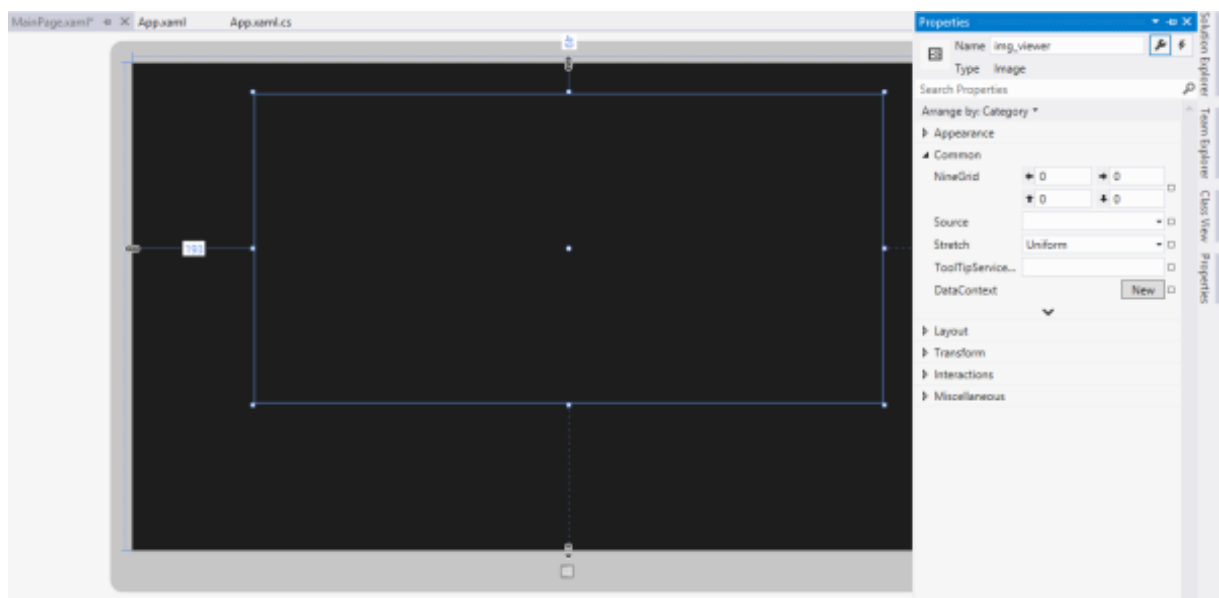 MainPage.xaml*
App.xaml
App.xaml.cs
193
Properties
Name img_viewer
Type Image
Search Properties
Arrange by: Category
Appearance
Common
NineGrid 0 0
0 0
Source
Stretch Uniform
ToolTipService...
DataContext New
Layout
Transform
Interactions
Miscellaneous
Solution Explorer
Team Explorer
Class View
Properties